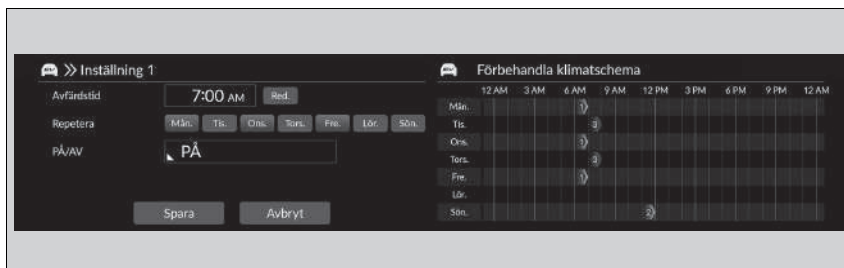 Inställning 1
Avfärdstid 7:00 AM Red.
Repetera Mån. Tis. Ons. Tors. Fre. Lör. Sön.
PÅ/AV PÅ
Spara Avbryt
Förbehandla klimatschema
12 AM 3 AM 6 AM 9 AM 12 PM 3 PM 6 PM 9 PM 12 AM
Mån. 1
Tis. 3
Ons. 1
Tors. 3
Fre. 1
Lör.
Sön. 2